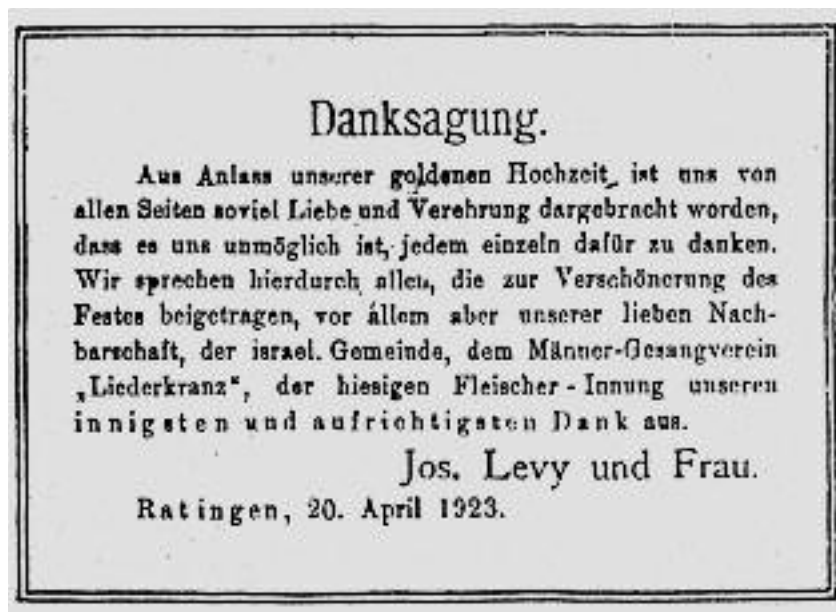 Danksagung.
Aus Anlass unserer goldenen Hochzeit, ist uns von
allen Seiten soviel Liebe und Verehrung dargebracht worden,
dass es uns unmöglich ist, jedem einzeln dafür zu danken.
Wir sprechen hierdurch allen, die zur Verschönerung des
Festes beigetragen, vor allem aber unserer lieben Nach-
barschaft, der israel. Gemeinde, dem Männer-Gesangverein
„Liederkranz“, der hiesigen Fleischer-Innung unseren
innigsten und aufrichtigsten Dank aus.
Jos. Levy und Frau.
Ratingen, 20. April 1923.